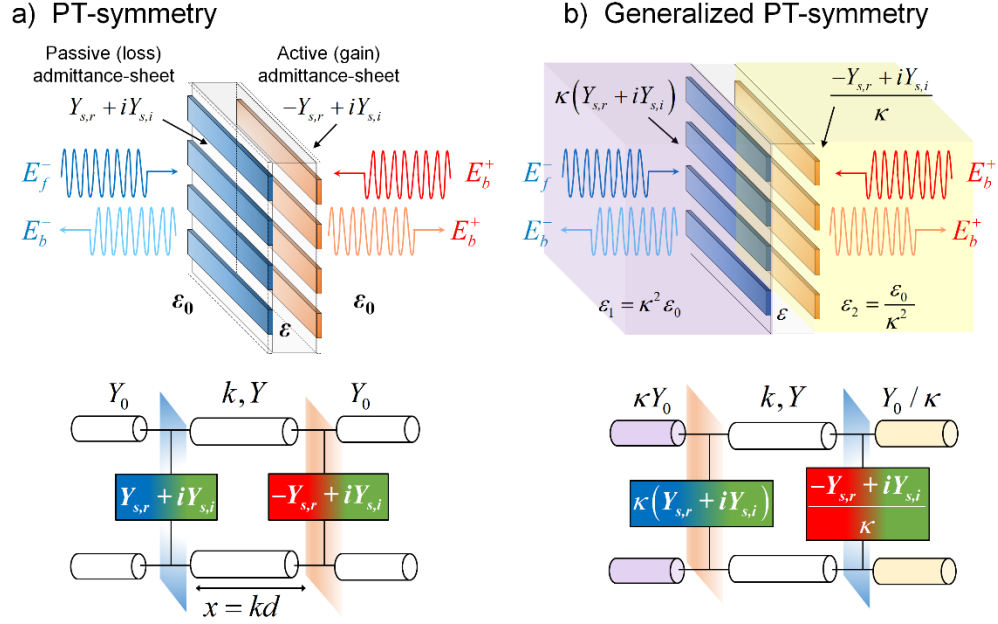 a) PT-symmetry
Passive (loss)
admittance-sheet
Y_{s,r} + iY_{s,i}
Active (gain)
admittance-sheet
-Y_{s,r} + iY_{s,i}
E_f^-
E_b^+
E_b^-
E_b^+
ε_0
ε
ε_0
Y_0
k, Y
Y_0
Y_{s,r} + iY_{s,i}
-Y_{s,r} + iY_{s,i}
x = kd
b) Generalized PT-symmetry
κ(Y_{s,r} + iY_{s,i})
-Y_{s,r} + iY_{s,i}
κ
E_f^-
E_b^+
E_b^-
E_b^+
ε_1 = κ^2 ε_0
ε
ε_2 = ε_0
κ^2
κY_0
k, Y
Y_0 / κ
κ(Y_{s,r} + iY_{s,i})
-Y_{s,r} + iY_{s,i}
κ